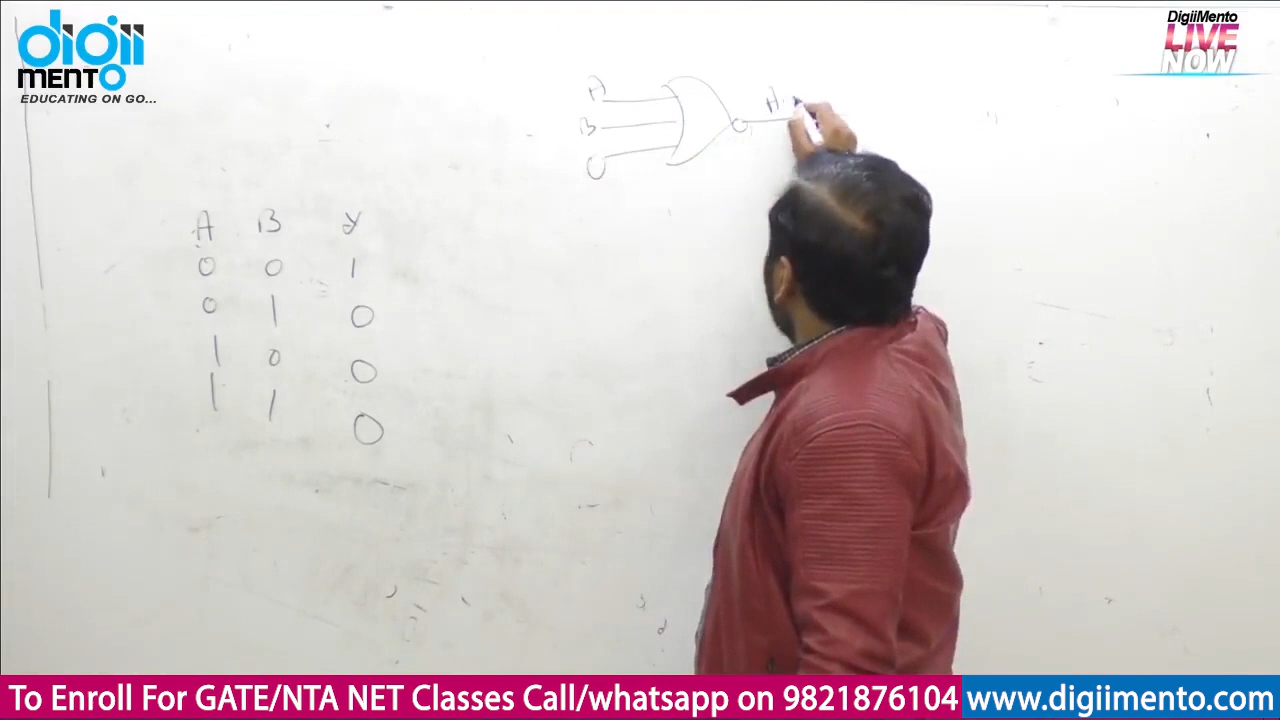 digii
MENTO
EDUCATING ON GO...
DigiiMento
LIVE
NOW
A
B
C
A
A B Y
0 0 1
0 1 0
1 0 0
1 1 0
To Enroll For GATE/NTA NET Classes Call/whatsapp on 9821876104 www.digiimento.com